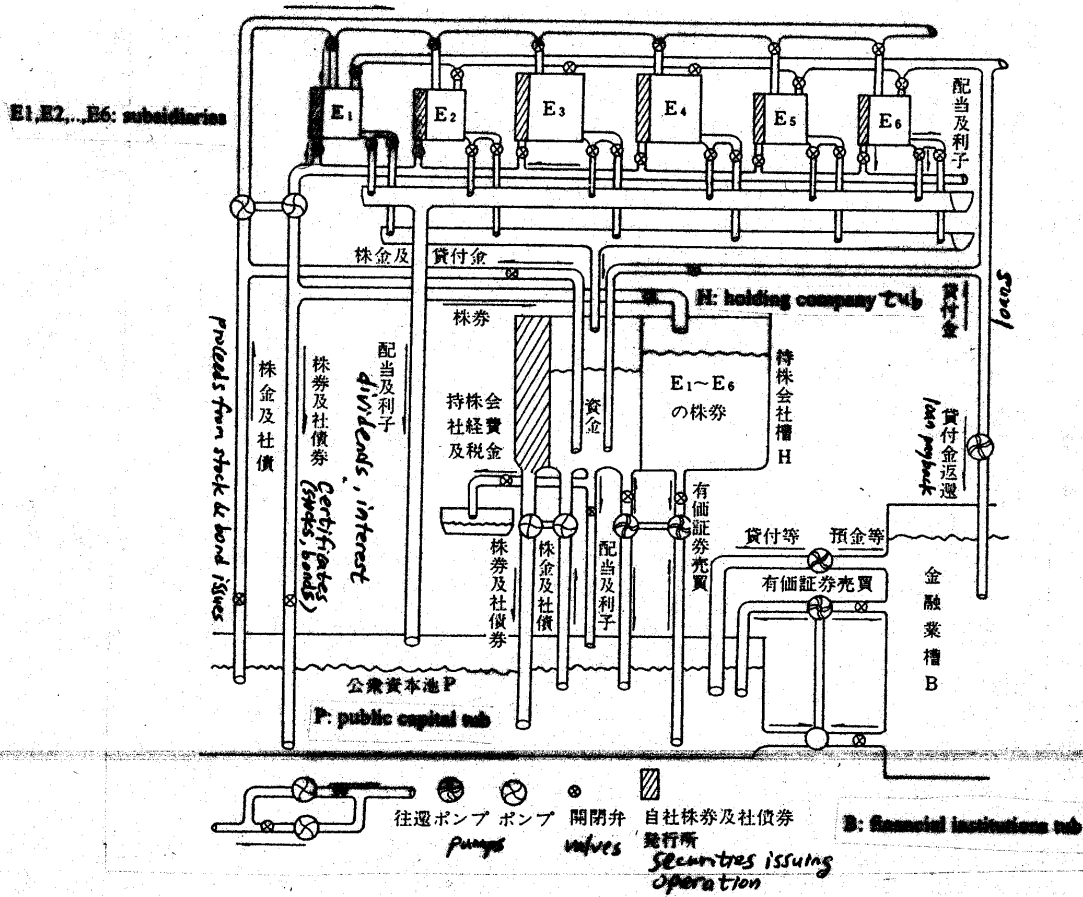 E1,E2,..,E6: subsidiaries
E₁
E₂
E₃
E₄
E₅
E₆
配当及利子
株金及
貸付金
H: holding company tub
株券
貸付金
loans
proceeds from stock & bond issues
株金及社債
株券及社債券
Certificates
(stocks, bonds)
配当及利子
dividends, interest
持株会
社経費
及税金
資金
E₁～E₆
の株券
持株会社槽H
loan payback
貸付金返還
株券及社債券
株金及社債
配当及利子
有価証券売買
貸付等
預金等
有価証券売買
金融業槽B
公衆資本池P
P: public capital tub
往還ポンプ
ポンプ
pumps
開閉弁
valves
自社株券及社債券
発行所
securities issuing
operation
B: financial institutions tub